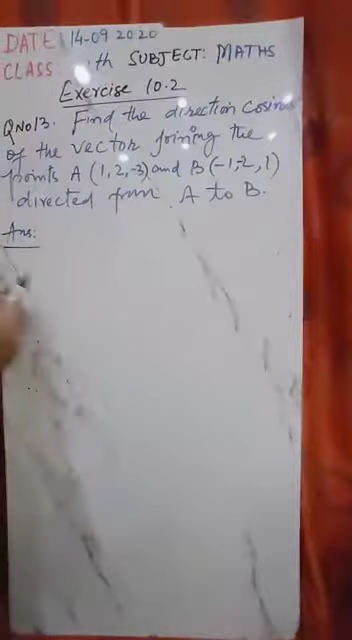 DATE: 14-09 2020
CLASS th SUBJECT: MATHS
Exercise 10.2
QNo13. Find the direction cosines
of the vector joining the
points A (1, 2, -3) and B (-1, -2, 1)
directed from A to B.
Ans: